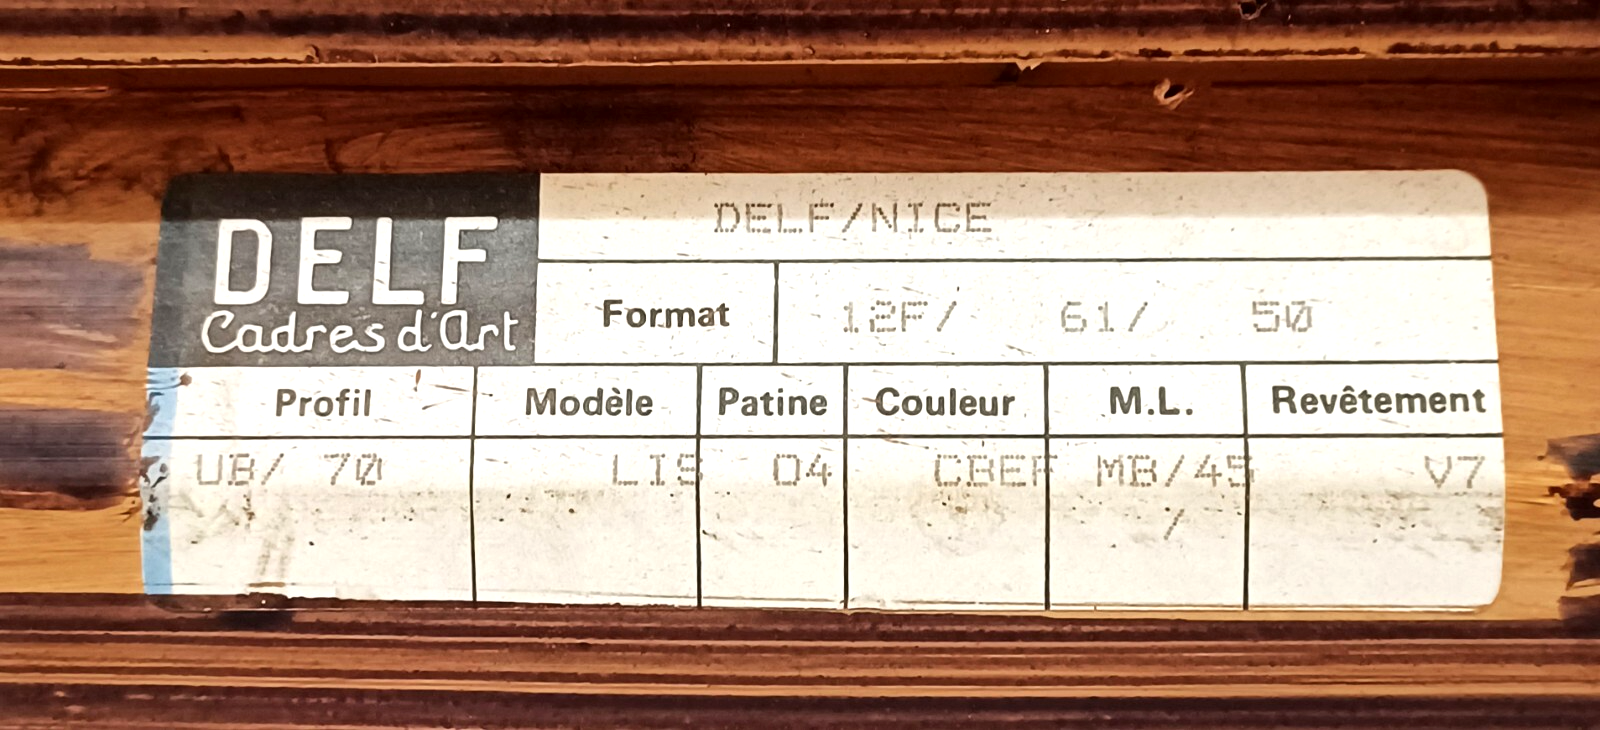 DELF
Cadres d'Art
DELF/NICE
Format 12F/ 61/ 50
Profil Modèle Patine Couleur M.L. Revêtement
UB/ 70 LIS 04 CBEF MB/45 V7
/